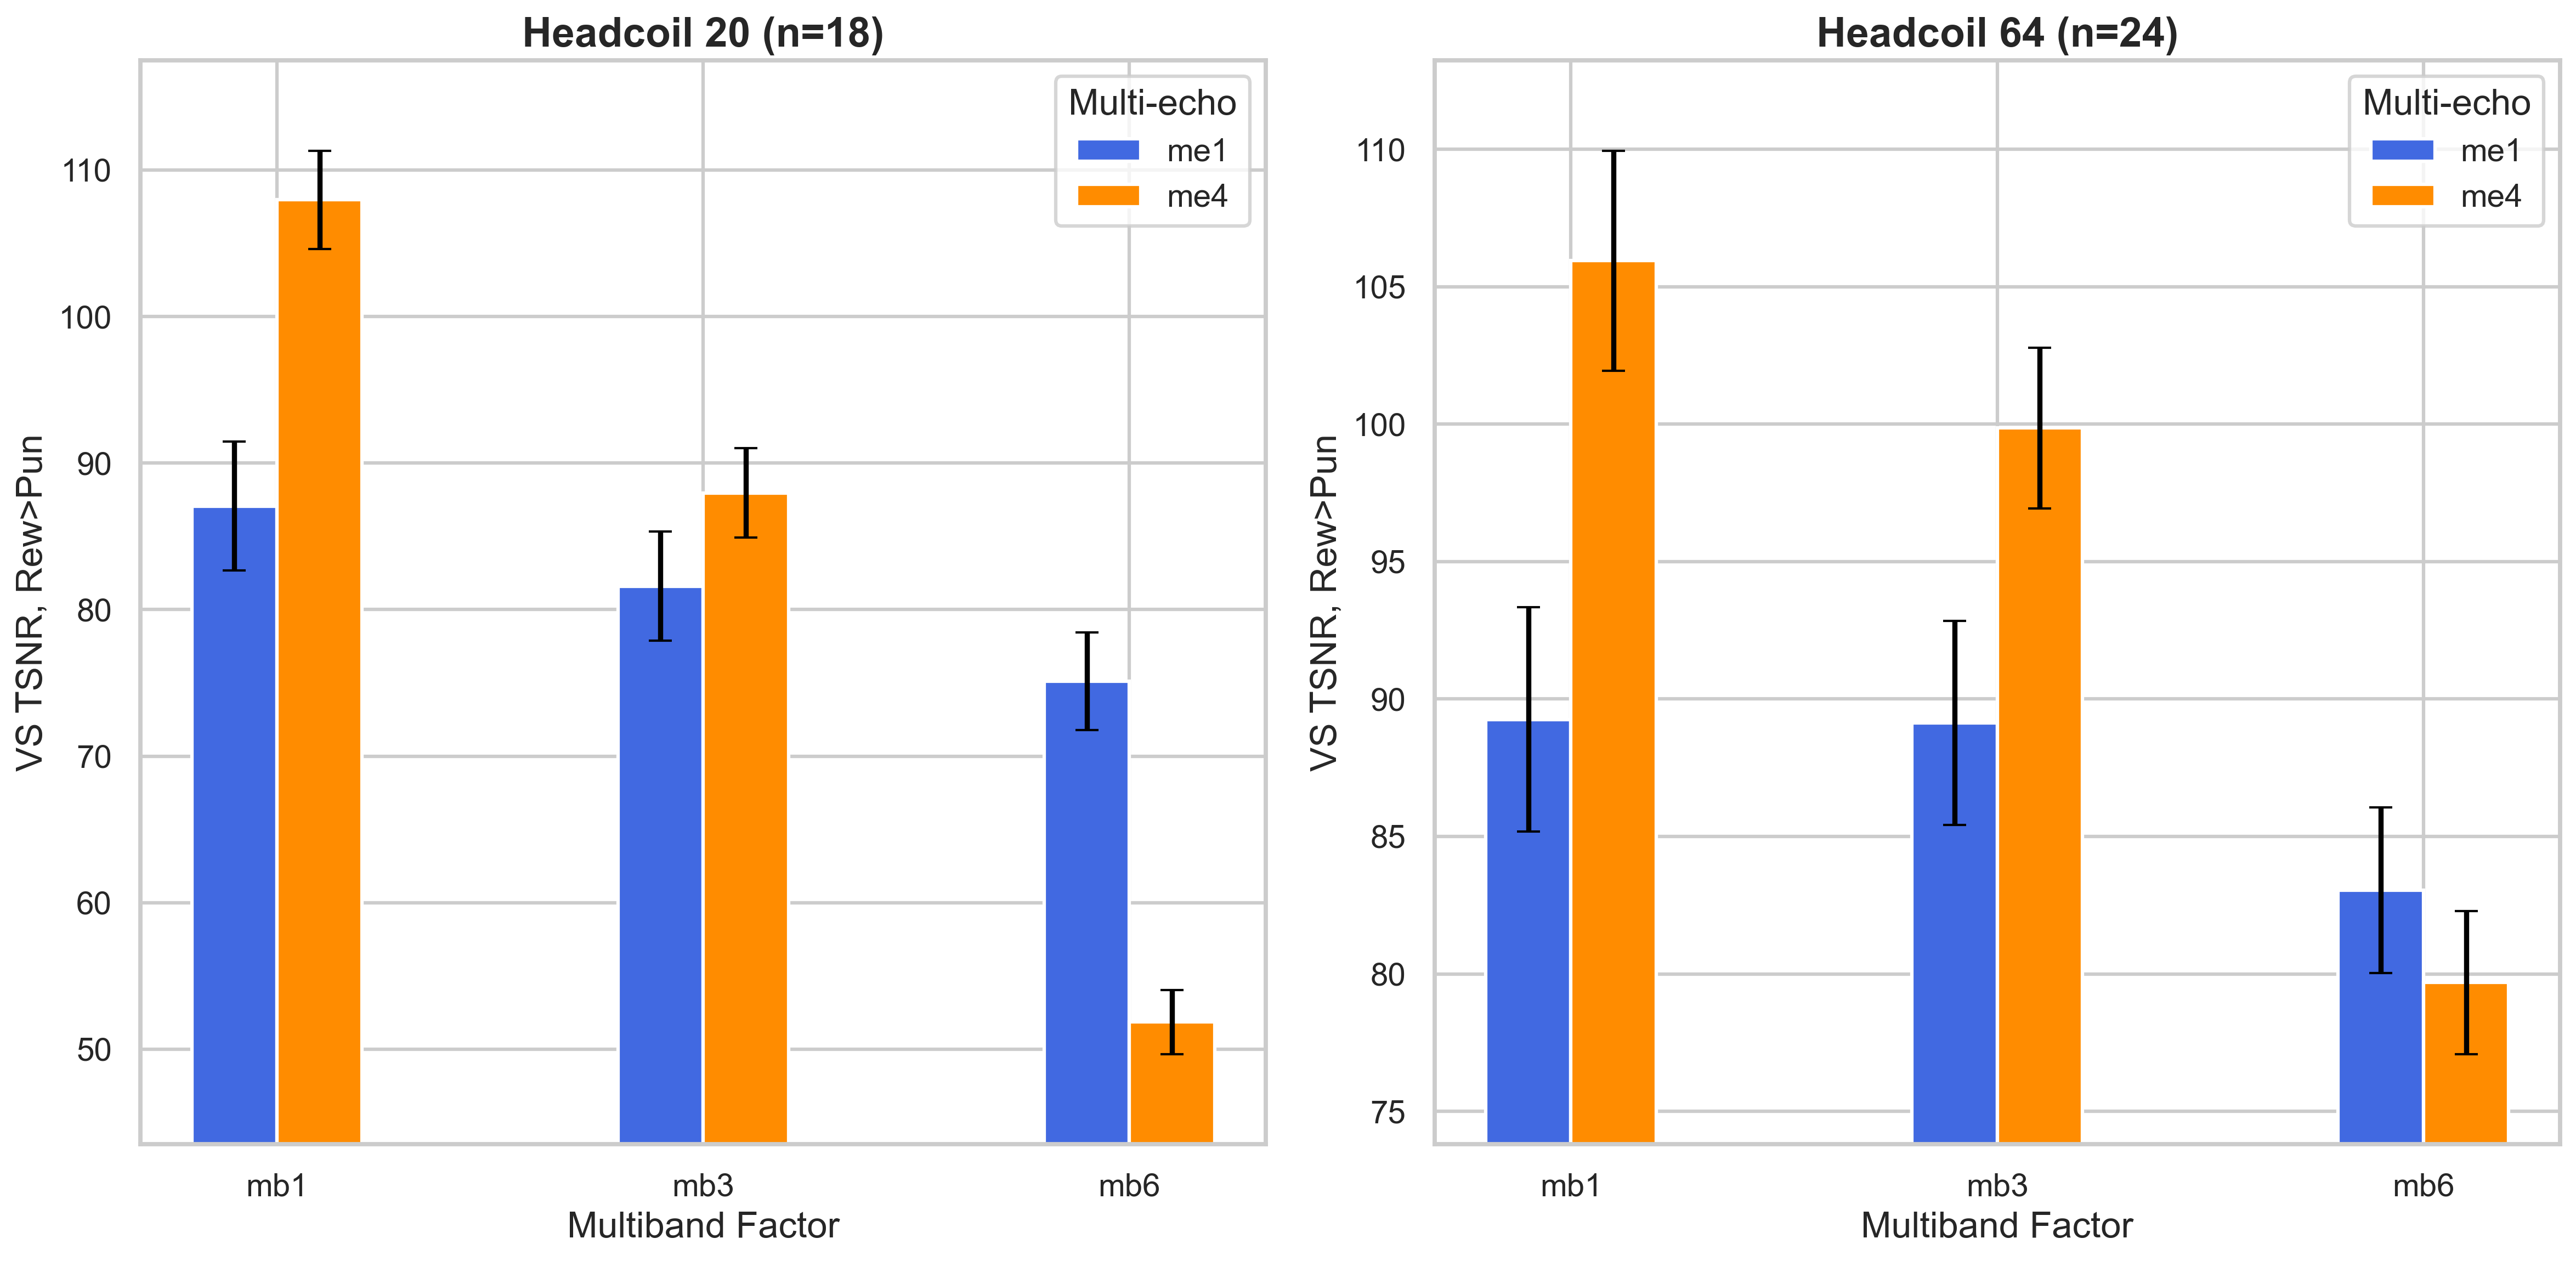 Headcoil 20 (n=18)
Multi-echo
me1
me4
VS TSNR, Rew>Pun
110
100
90
80
70
60
50
mb1
mb3
mb6
Multiband Factor
Headcoil 64 (n=24)
Multi-echo
me1
me4
VS TSNR, Rew>Pun
110
105
100
95
90
85
80
75
mb1
mb3
mb6
Multiband Factor